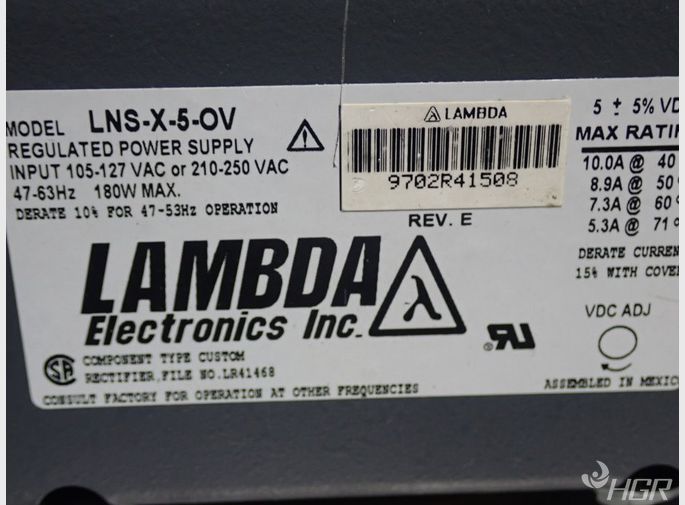 MODEL LNS-X-5-OV
REGULATED POWER SUPPLY
INPUT 105-127 VAC or 210-250 VAC
47-63Hz 180W MAX.
DERATE 10% FOR 47-53Hz OPERATION
LAMBDA
9702R41508
REV. E
5 ± 5% VD
MAX RATIN
10.0A @ 40
8.9A @ 50°
7.3A @ 60°
5.3A @ 71°
DERATE CURREN
15% WITH COVE
LAMBDA
Electronics Inc.
VDC ADJ
COMPONENT TYPE CUSTOM
RECTIFIER, FILE NO. LR41468
CONSULT FACTORY FOR OPERATION AT OTHER FREQUENCIES
ASSEMBLED IN MEXICO
HGR